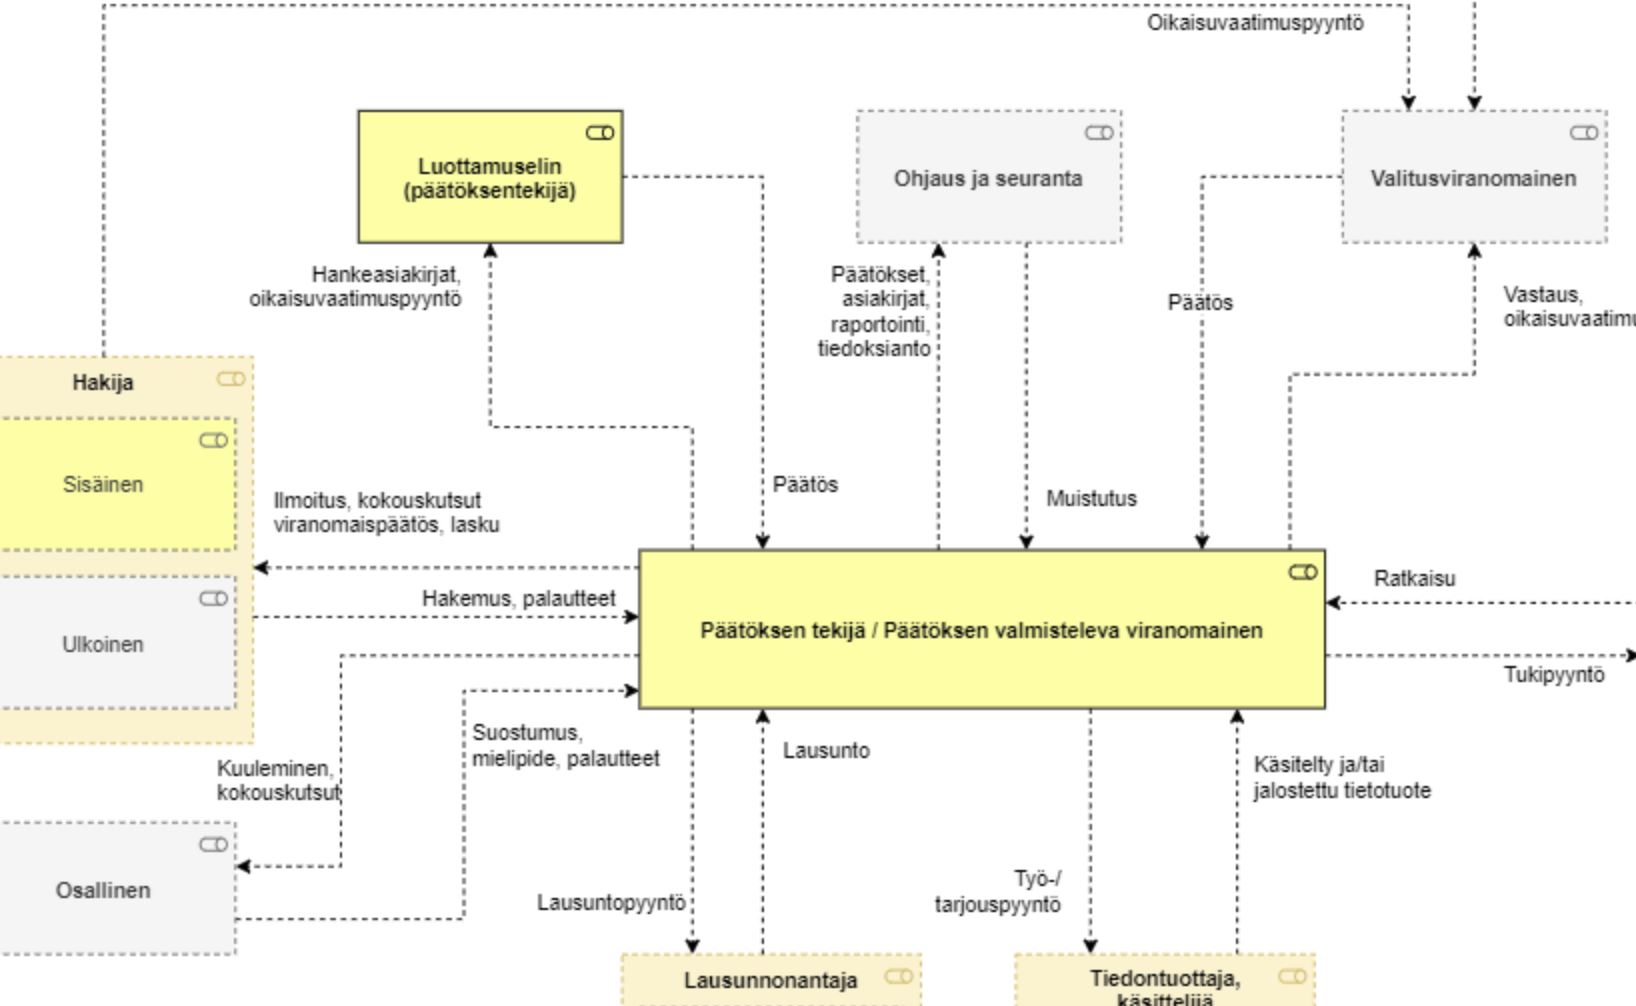 Oikaisuvaatimuspyyntö
Luottamuselin
(päätöksentekijä)
Ohjaus ja seuranta
Valitusviranomainen
Hankeasiakirjat,
oikaisuvaatimuspyyntö
Päätökset,
asiakirjat,
raportointi,
tiedoksianto
Päätös
Vastaus,
Hakija
Sisäinen
Päätös
Muistutus
Ilmoitus, kokouskutsut
viranomaispäätös, lasku
Hakemus, palautteet
Ratkaisu
Ulkoinen
Päätöksen tekijä / Päätöksen valmisteleva viranomainen
Tukipyyntö
Suostumus,
mielipide, palautteet
Lausunto
Kuuleminen,
kokouskutsut
Käsitelty ja/tai
jalostettu tietotuote
Osallinen
Lausuntopyyntö
Työ-/
tarjouspyyntö
Lausunnonantaja
Tiedontuottaja,
käsittelijä